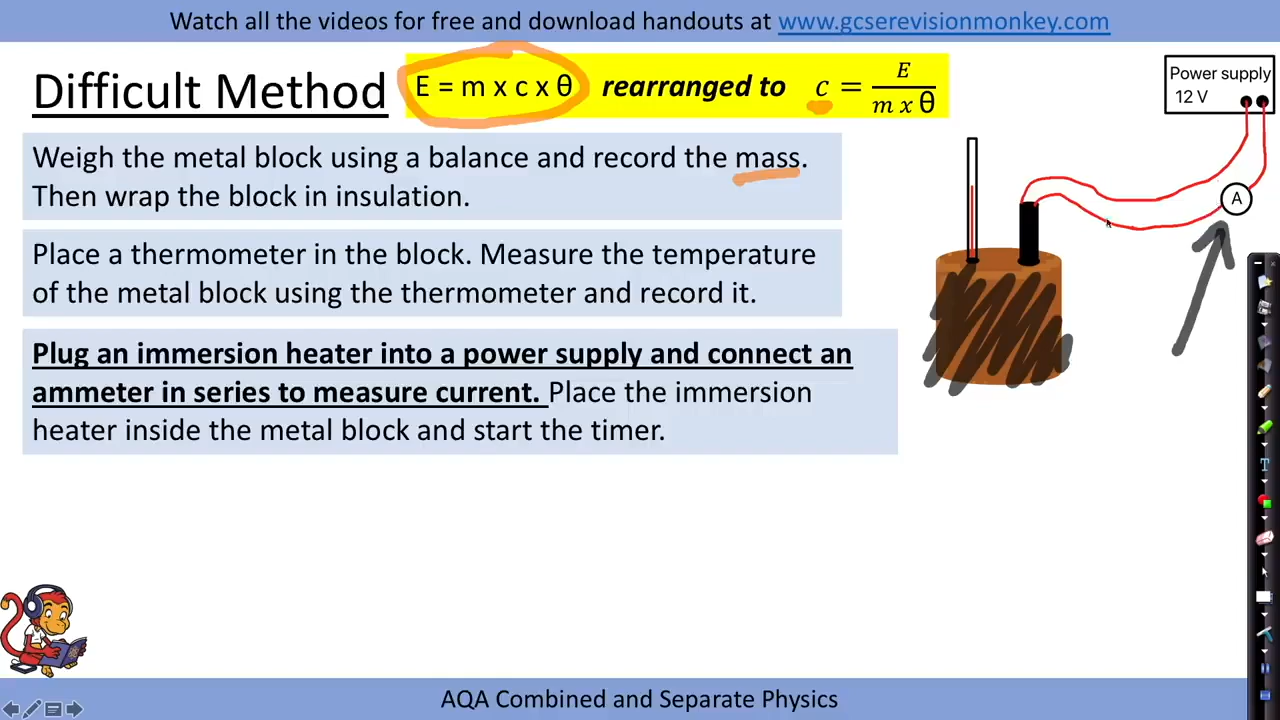 Watch all the videos for free and download handouts at www.gcserevisionmonkey.com
Difficult Method
E = m x c x θ rearranged to c = E / m x θ
Power supply
12 V
Weigh the metal block using a balance and record the mass.
Then wrap the block in insulation.
A
Place a thermometer in the block. Measure the temperature
of the metal block using the thermometer and record it.
Plug an immersion heater into a power supply and connect an
ammeter in series to measure current. Place the immersion
heater inside the metal block and start the timer.
T
AQA Combined and Separate Physics